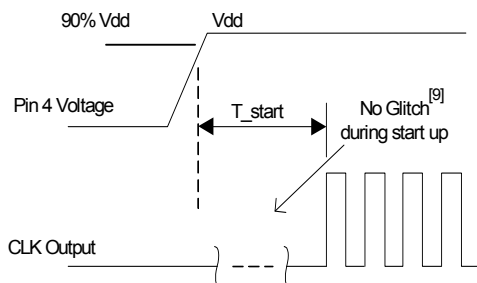 90% Vdd
Vdd
Pin 4 Voltage
T_start
No Glitch[9]
during start up
CLK Output